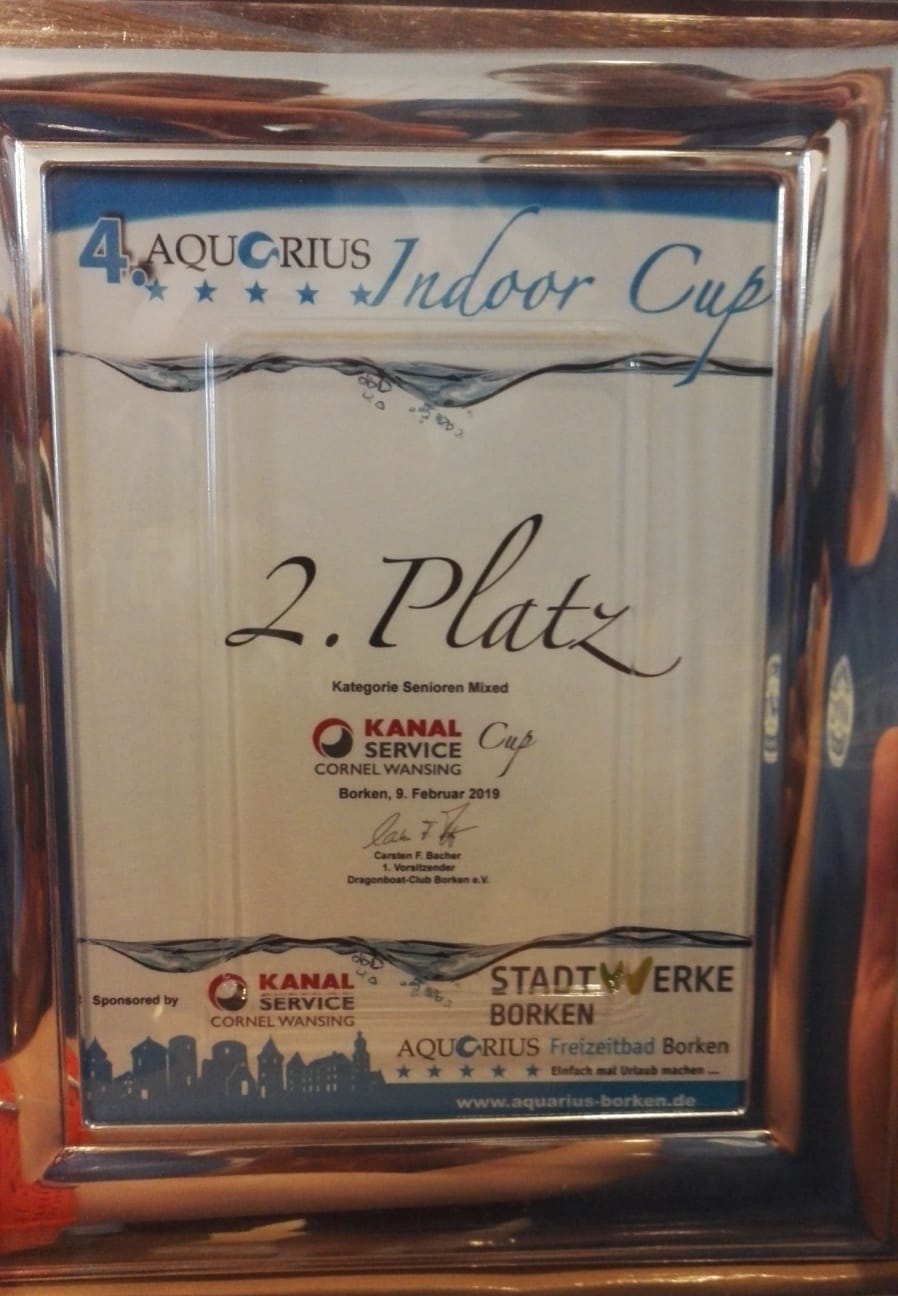 4. AQUARIUS Indoor Cup
2. Platz
Kategorie Senioren Mixed
KANAL SERVICE CORNEL WANSING Cup
Borken, 9. Februar 2019
Carsten F. Bacher
1. Vorsitzender
Dragonboat-Club Borken e.V.
Sponsored by
KANAL
SERVICE
CORNEL WANSING
STADTWERKE
BORKEN
AQUARIUS Freizeitbad Borken
Einfach mal Urlaub machen ...
www.aquarius-borken.de